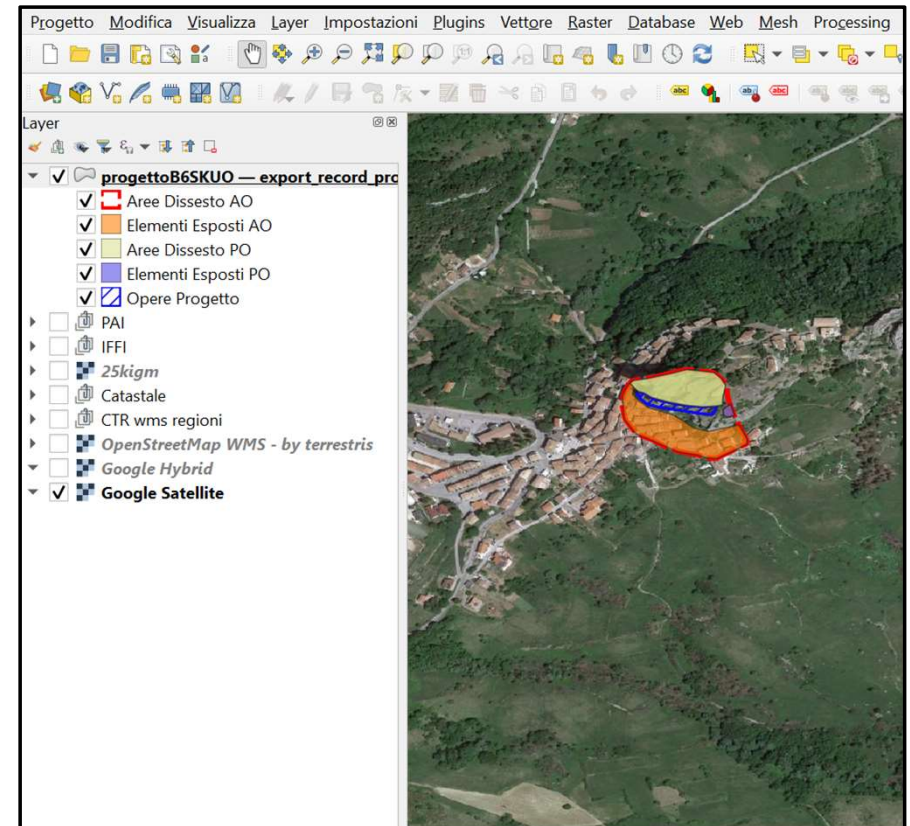 Progetto Modifica Visualizza Layer Impostazioni Plugins Vettore Raster Database Web Mesh Processing
abc abc
Layer
progettoB6SKUO — export_record_pro
Aree Dissesto AO
Elementi Esposti AO
Aree Dissesto PO
Elementi Esposti PO
Opere Progetto
PAI
IFFI
25kigm
Catastale
CTR wms regioni
OpenStreetMap WMS - by terrestris
Google Hybrid
Google Satellite